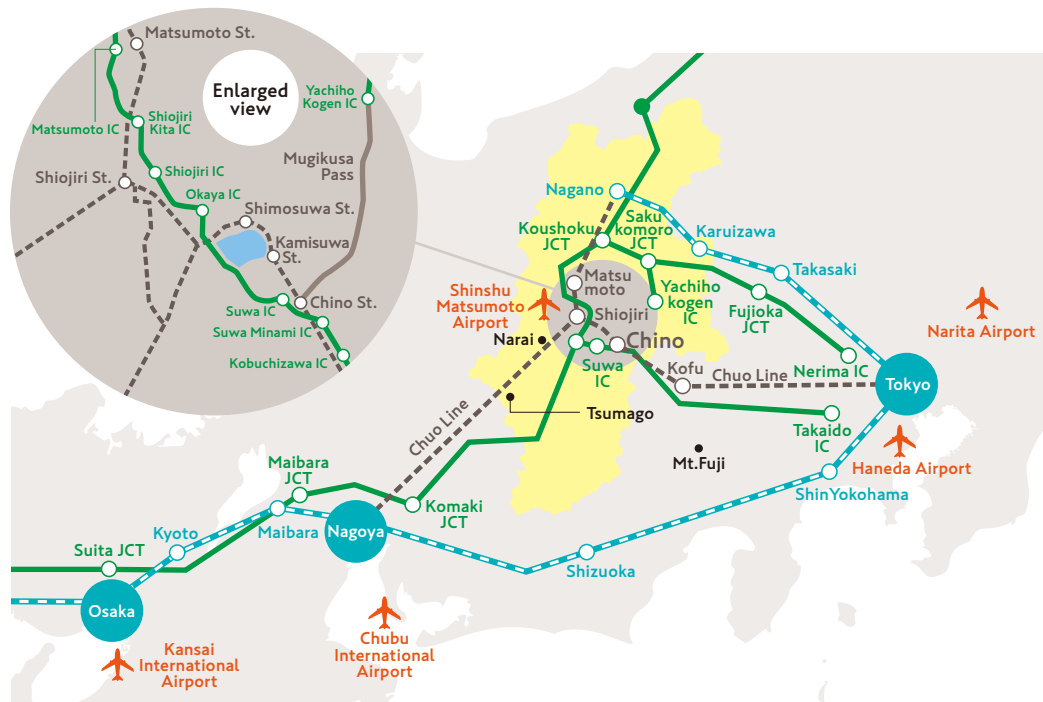 Matsumoto St.
Enlarged
view
Yachiho
Kogen IC
Matsumoto IC
Shiojiri
Kita IC
Mugikusa
Pass
Shiojiri St.
Shiojiri IC
Okaya IC
Shimosuwa St.
Kamisuwa
St.
Chino St.
Suwa IC
Suwa Minami IC
Kobuchizawa IC
Nagano
Koushoku
JCT
Saku
komoro
JCT
Karuizawa
Takasaki
Matsu
moto
Yachiho
kogen
IC
Fujioka
JCT
Shinshu
Matsumoto
Airport
Shiojiri
Narita Airport
Narai
Chino
Suwa
IC
Kofu
Chuo Line
Nerima IC
Tokyo
Tsumago
Chuo Line
Takaido
IC
Mt.Fuji
Haneda Airport
ShinYokohama
Maibara
JCT
Komaki
JCT
Kyoto
Maibara
Nagoya
Suita JCT
Shizuoka
Osaka
Kansai
International
Airport
Chubu
International
Airport